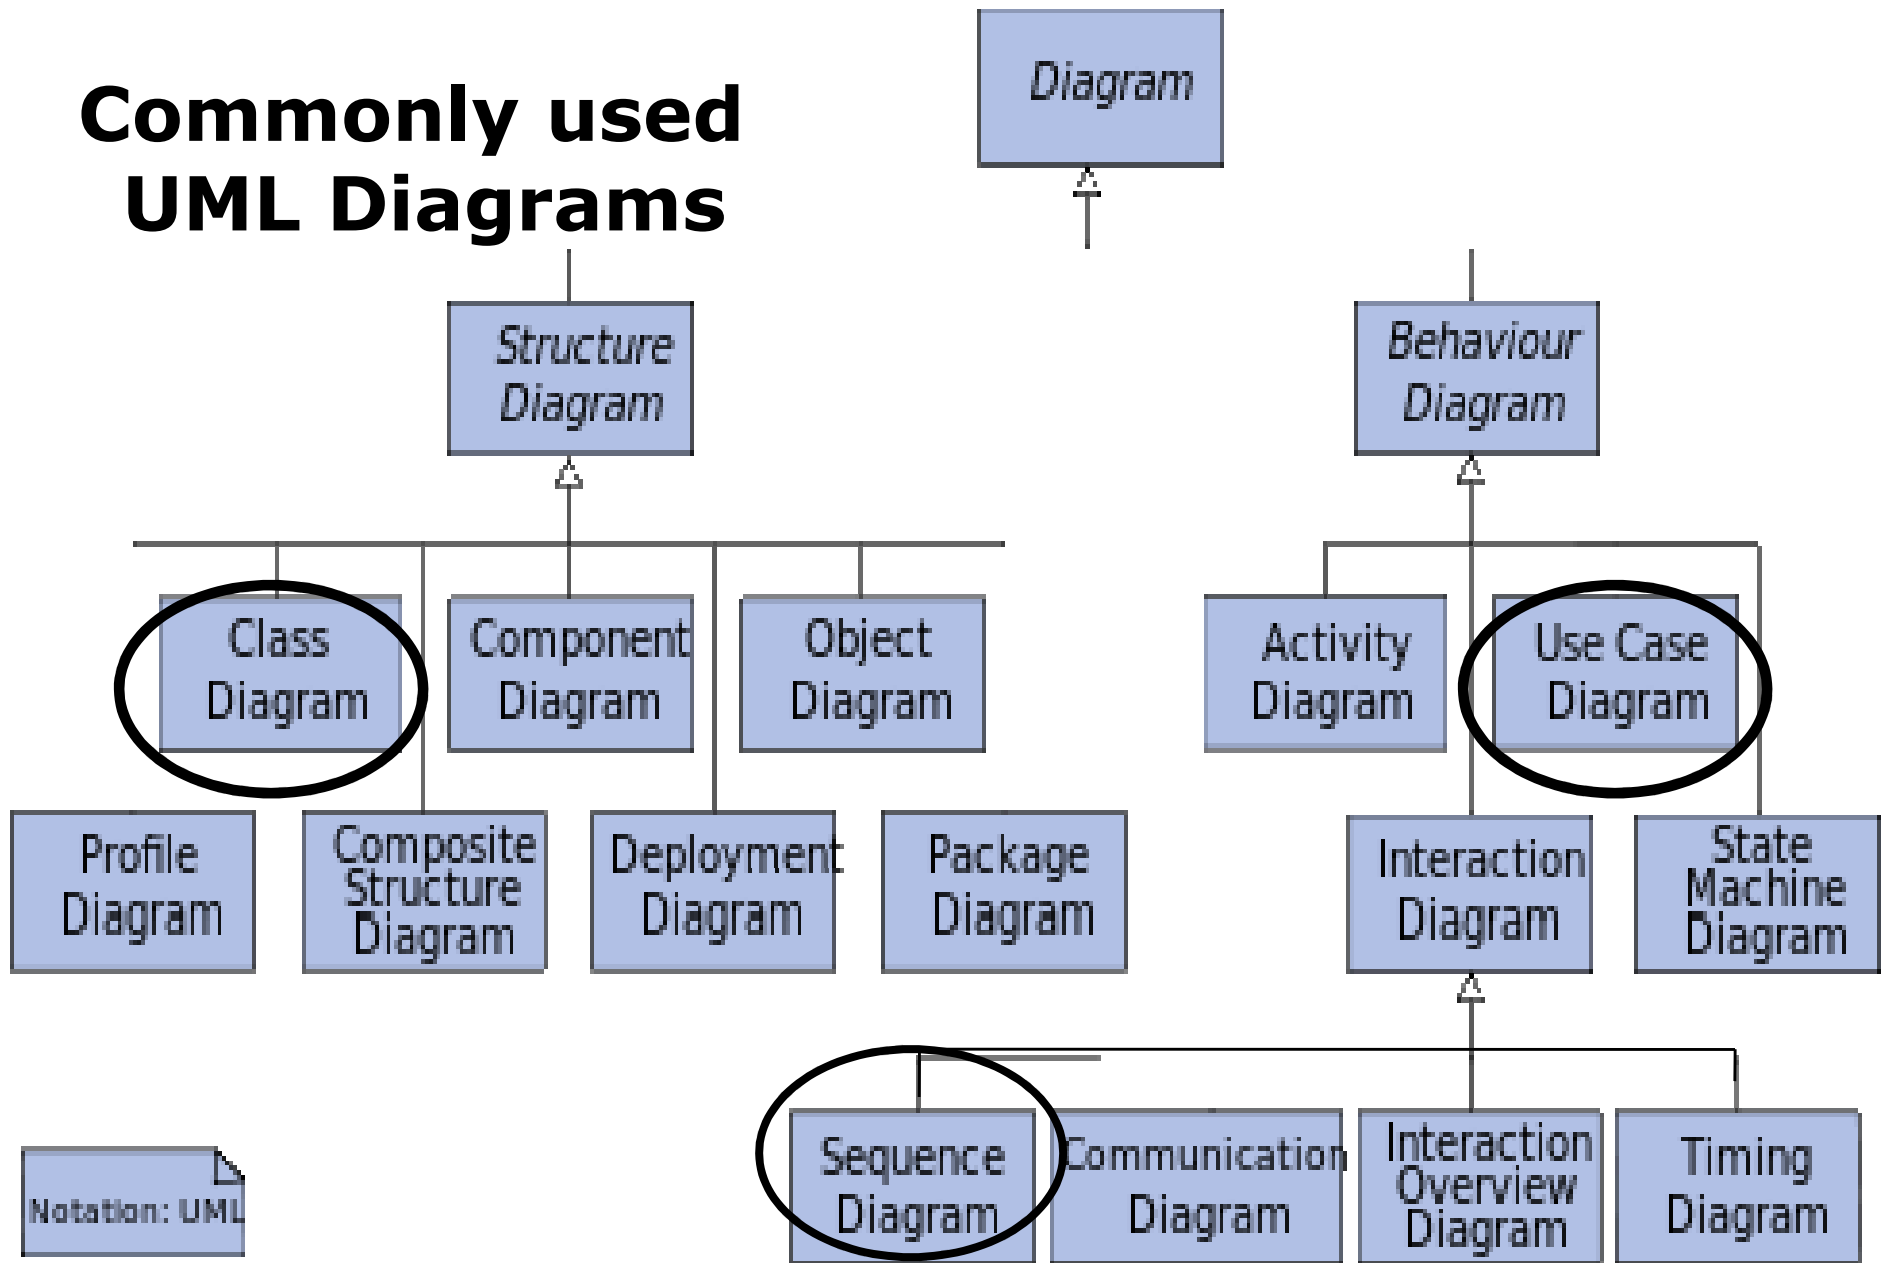 Commonly used
UML Diagrams
Diagram
Structure
Diagram
Behaviour
Diagram
Class
Diagram
Component
Diagram
Object
Diagram
Activity
Diagram
Use Case
Diagram
Profile
Diagram
Composite
Structure
Diagram
Deployment
Diagram
Package
Diagram
Interaction
Diagram
State
Machine
Diagram
Sequence
Diagram
Communication
Diagram
Interaction
Overview
Diagram
Timing
Diagram
Notation: UML